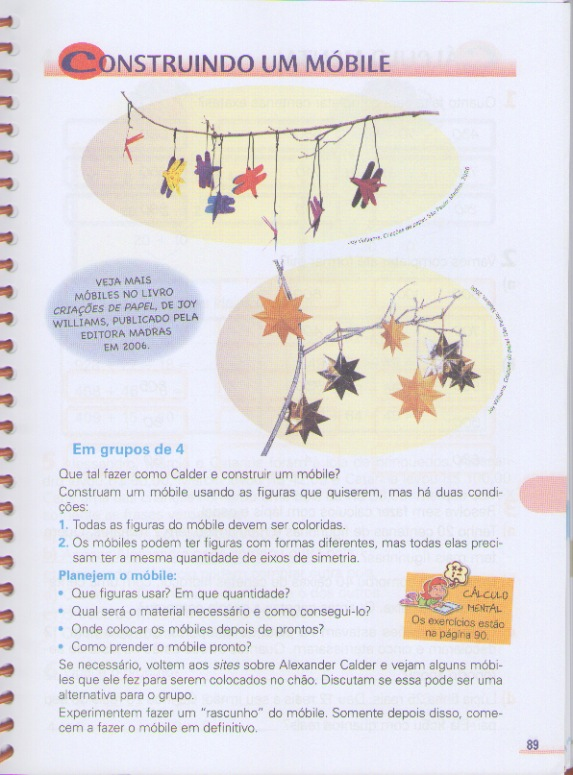 CONSTRUINDO UM MÓBILE
Joy Williams. Criações de papel. São Paulo: Madras, 2006
VEJA MAIS
MÓBILES NO LIVRO
CRIAÇÕES DE PAPEL, DE JOY
WILLIAMS, PUBLICADO PELA
EDITORA MADRAS
EM 2006.
Joy Williams. Criações de papel. São Paulo: Madras, 2006
Em grupos de 4
Que tal fazer como Calder e construir um móbile?
Construam um móbile usando as figuras que quiserem, mas há duas condi-
ções:
1. Todas as figuras do móbile devem ser coloridas.
2. Os móbiles podem ter figuras com formas diferentes, mas todas elas preci-
sam ter a mesma quantidade de eixos de simetria.
Planejem o móbile:
• Que figuras usar? Em que quantidade?
• Qual será o material necessário e como consegui-lo?
• Onde colocar os móbiles depois de prontos?
• Como prender o móbile pronto?
CÁLCULO
MENTAL
Os exercícios estão
na página 90.
Se necessário, voltem aos sites sobre Alexander Calder e vejam alguns móbi-
les que ele fez para serem colocados no chão. Discutam se essa pode ser uma
alternativa para o grupo.
Experimentem fazer um "rascunho" do móbile. Somente depois disso, come-
cem a fazer o móbile em definitivo.
89